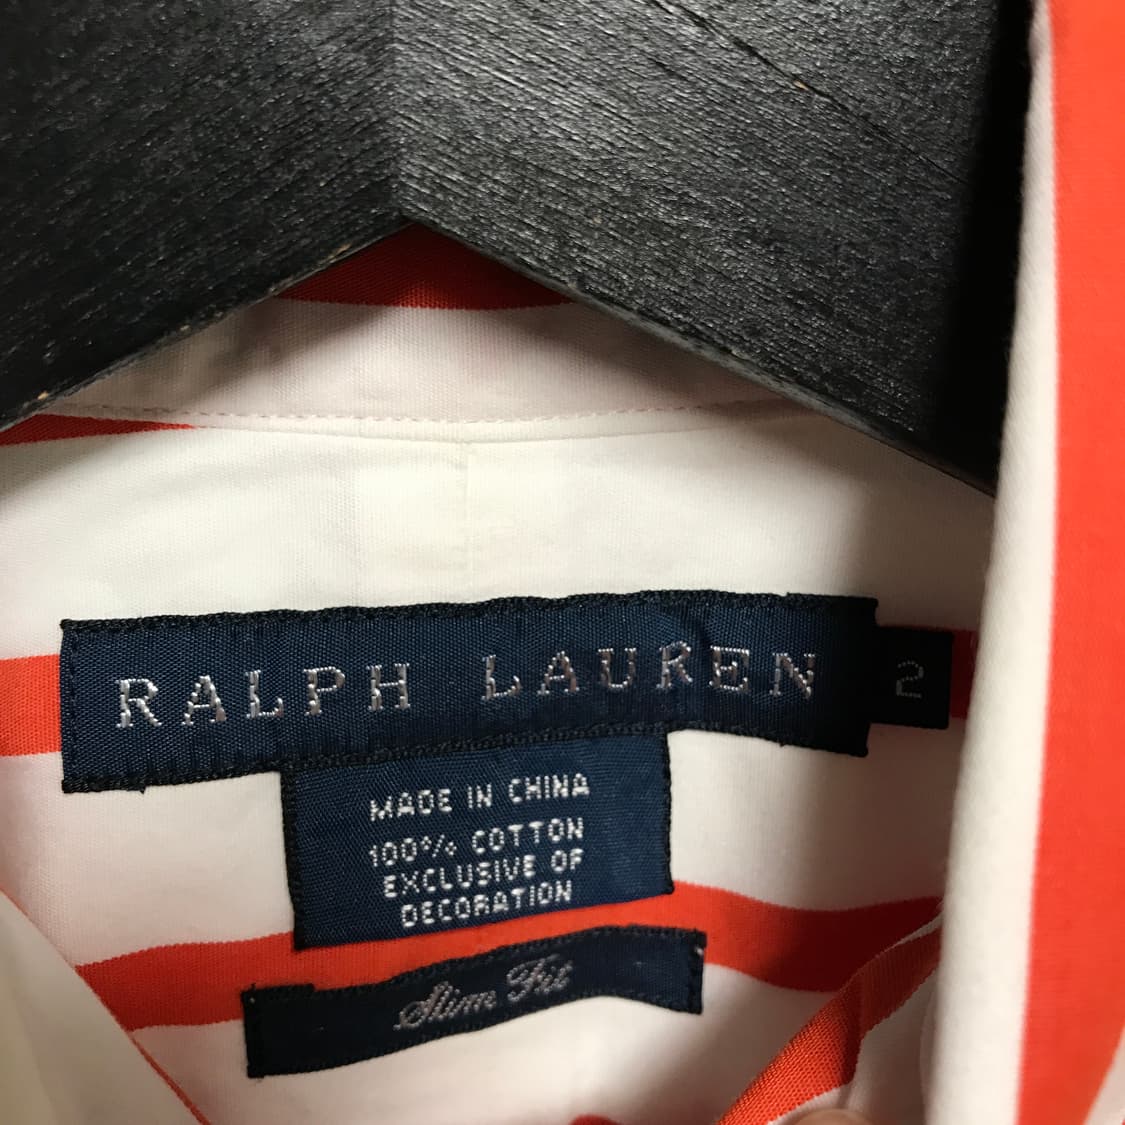 RALPH LAUREN 2
MADE IN CHINA
100% COTTON
EXCLUSIVE OF
DECORATION
Slim Fit